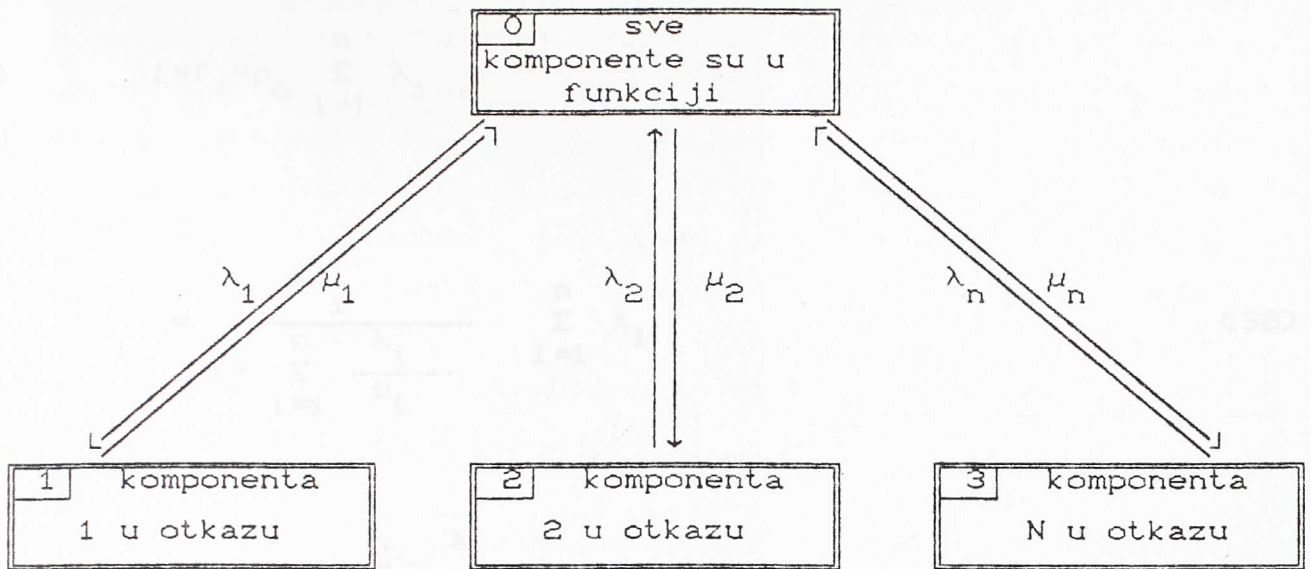 0 sve
komponente su u
funkciji
λ1 μ1 λ2 μ2 λn μn
1 komponenta
1 u otkazu
2 komponenta
2 u otkazu
3 komponenta
N u otkazu